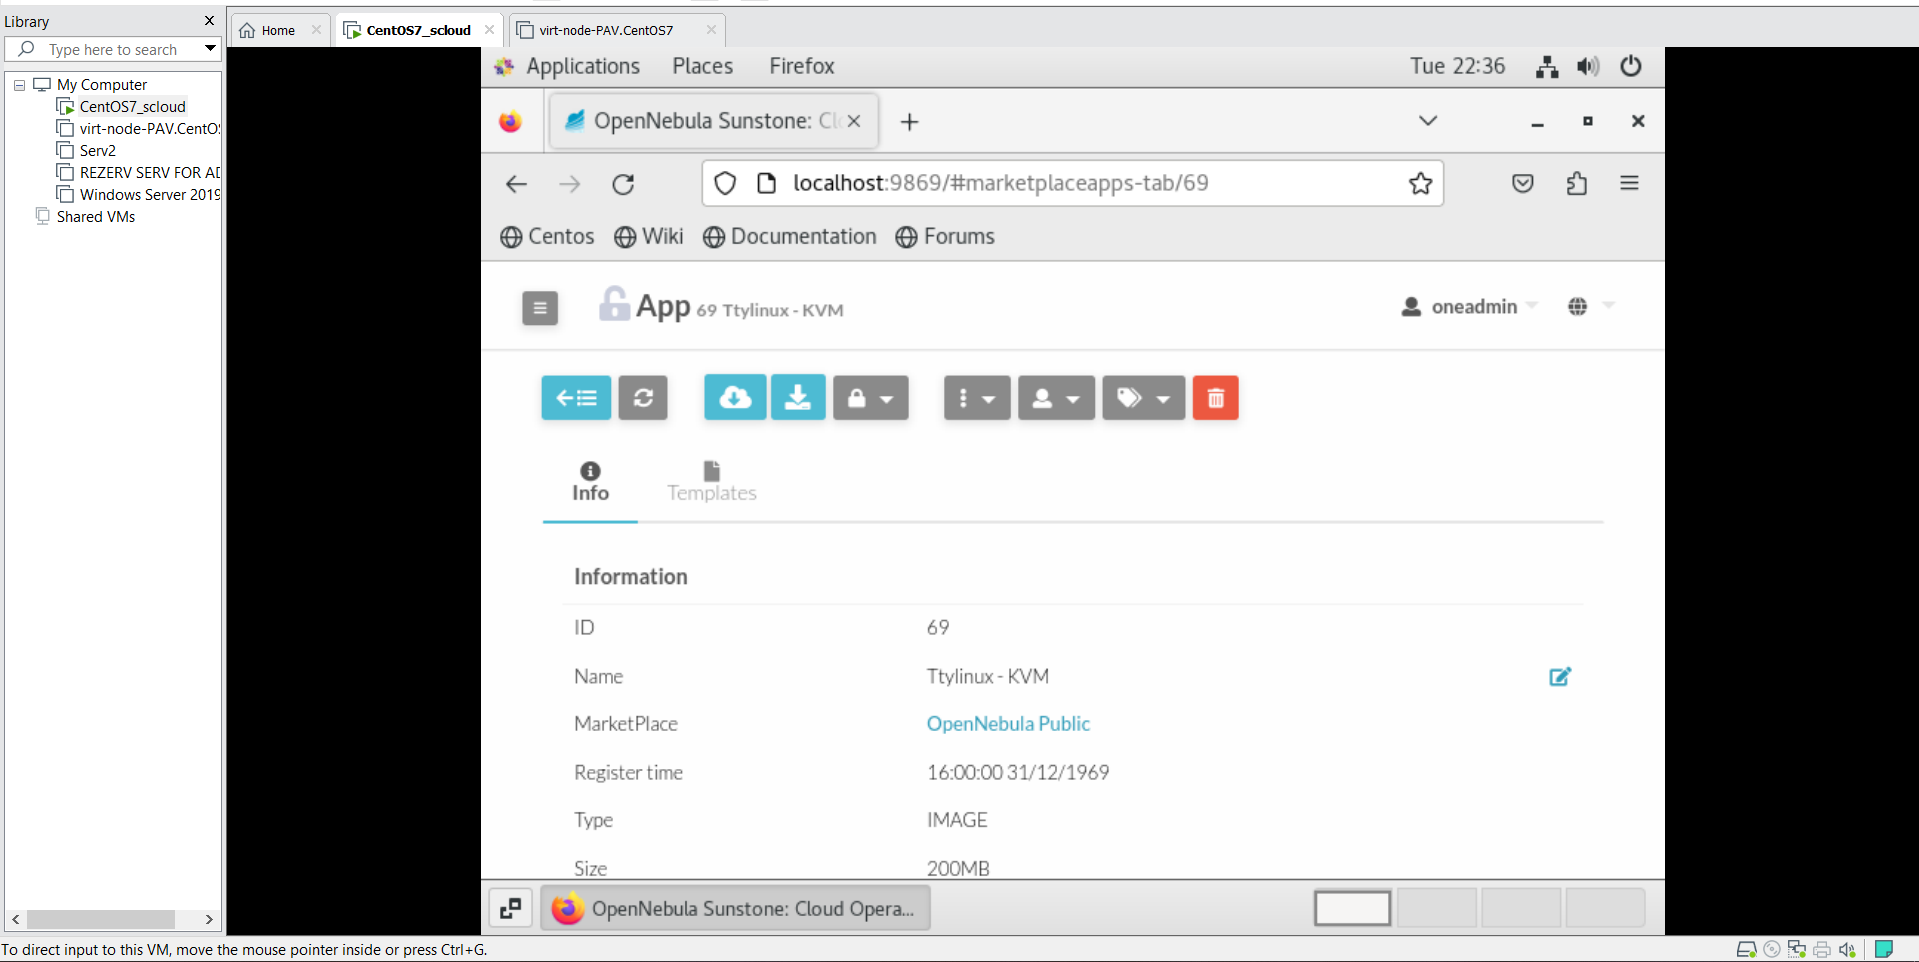 Library
Type here to search
My Computer
CentOS7_scloud
virt-node-PAV.CentOS
Serv2
REZERV SERV FOR AD
Windows Server 2019
Shared VMs
Home
CentOS7_scloud
virt-node-PAV.CentOS7
Applications Places Firefox
Tue 22:36
OpenNebula Sunstone: Clo
localhost:9869/#marketplaceapps-tab/69
Centos Wiki Documentation Forums
App 69 Ttylinux - KVM
oneadmin
Info
Templates
Information
ID 69
Name Ttylinux - KVM
MarketPlace OpenNebula Public
Register time 16:00:00 31/12/1969
Type IMAGE
Size 200MB
OpenNebula Sunstone: Cloud Opera...
To direct input to this VM, move the mouse pointer inside or press Ctrl+G.